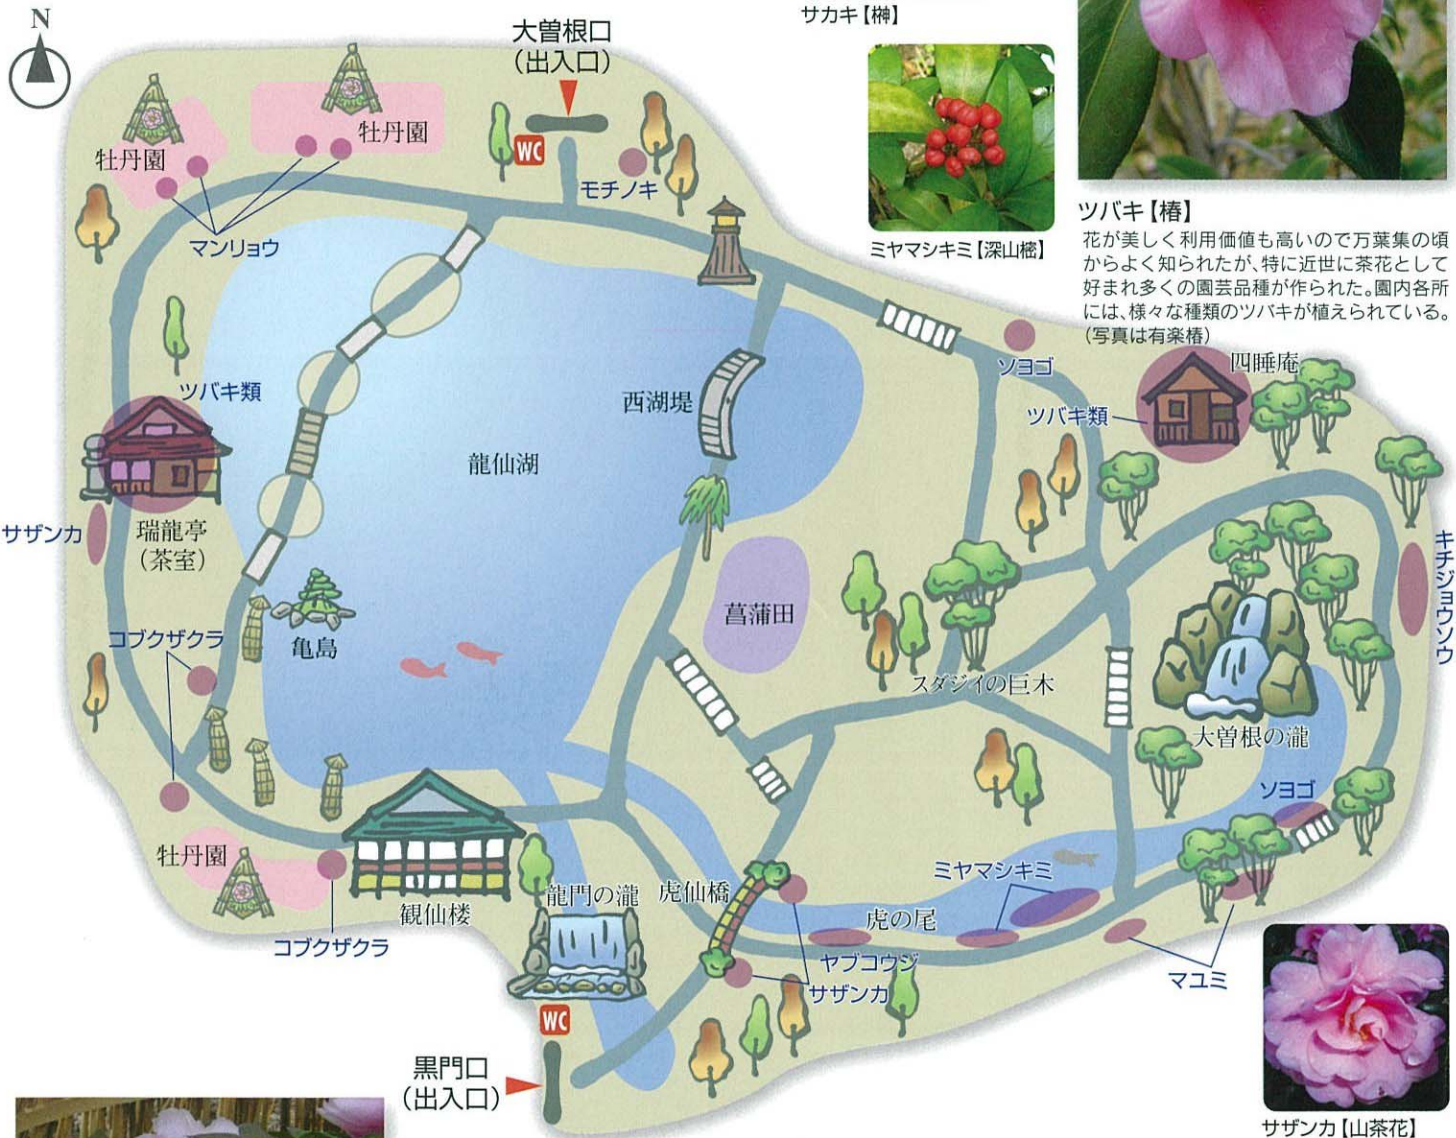 サカキ【榊】
N
大曽根口
(出入口)
WC
牡丹園
牡丹園
モチノキ
マンリョウ
ミヤマシキミ【深山樒】
ツバキ【椿】
花が美しく利用価値も高いので万葉集の頃
からよく知られたが、特に近世に茶花として
好まれ多くの園芸品種が作られた。園内各所
には、様々な種類のツバキが植えられている。
(写真は有楽椿)
ソヨゴ
四睡庵
ツバキ類
ツバキ類
西湖堤
龍仙湖
サザンカ
瑞龍亭
(茶室)
キチジョウソウ
菖蒲田
コブクザクラ
亀島
スダジイの巨木
大曽根の瀧
ソヨゴ
牡丹園
観仙楼
龍門の瀧
虎仙橋
ミヤマシキミ
虎の尾
コブクザクラ
ヤブコウジ
サザンカ
マユミ
WC
黒門口
(出入口)
サザンカ【山茶花】